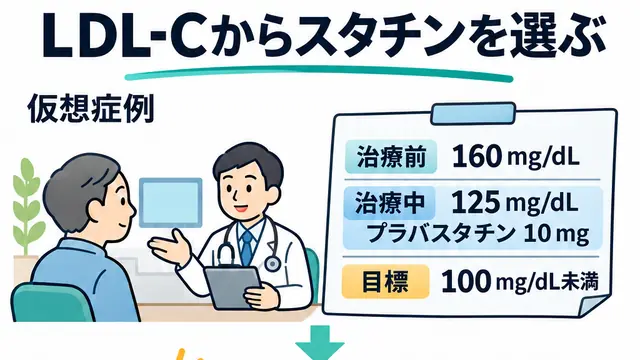 LDL-Cからスタチンを選ぶ
仮想症例
治療前 160 mg/dL
治療中 125 mg/dL
プラバスタチン 10 mg
目標 100 mg/dL未満